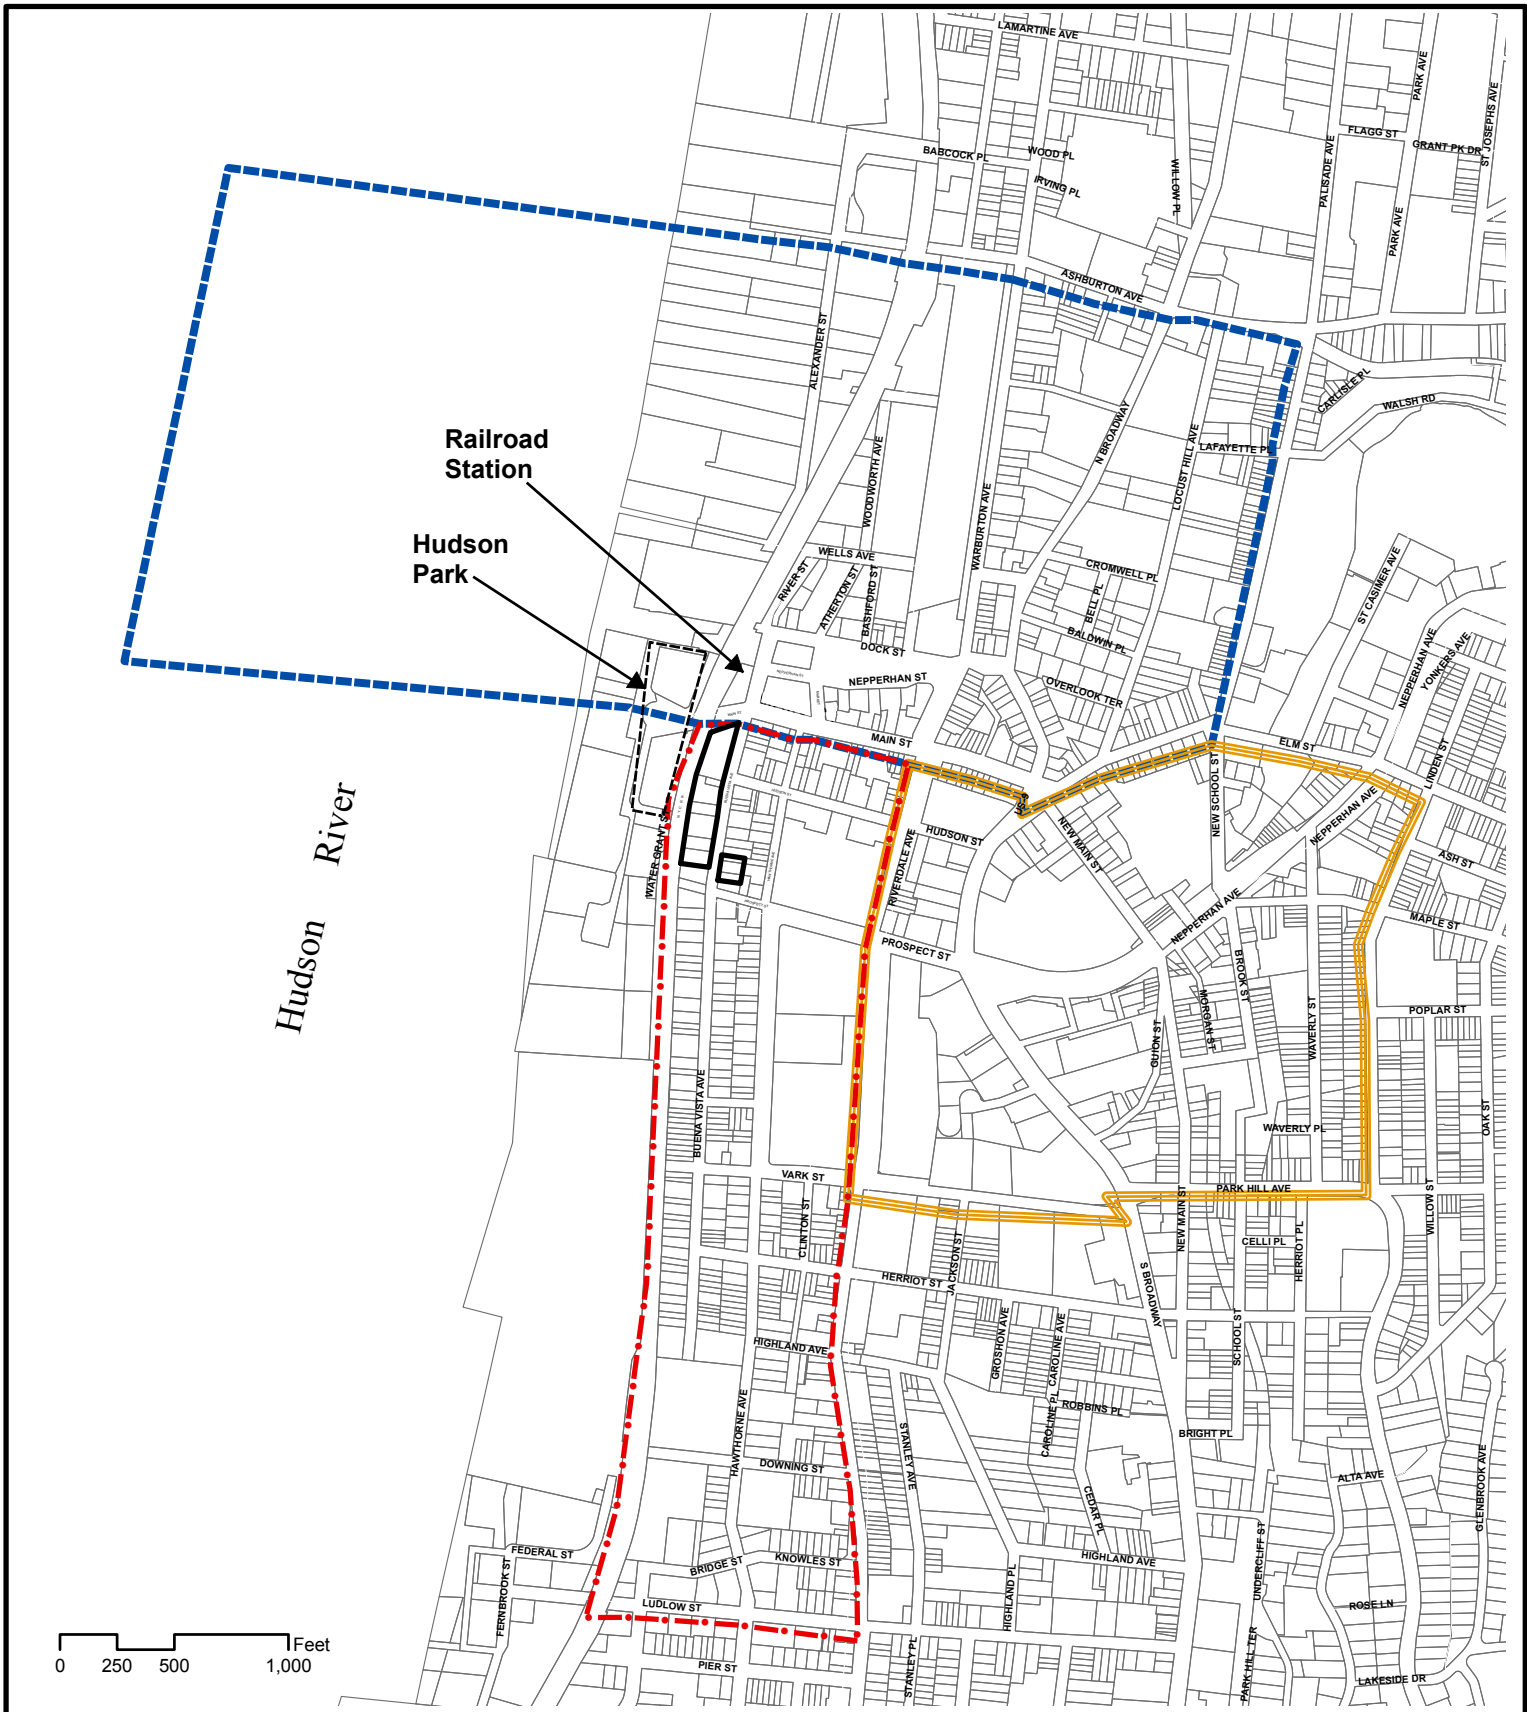 LAMARTINE AVE
PARK AVE
ST JOSEPHS AVE
FLAGG ST
GRANT PK DR
PALISADE AVE
BABCOCK PL
WOOD PL
IRVING PL
WILLOW PL
PARK AVE
ASHBURTON AVE
ALEXANDER ST
CARLISLE PL
WALSH RD
N BROADWAY
LAFAYETTE PL
LOCUST HILL AVE
Railroad
Station
WOODWORTH AVE
WARBURTON AVE
Hudson
Park
WELLS AVE
RIVER ST
ATHERTON ST
BASHFORD ST
CROMWELL PL
BELL PL
BALDWIN PL
ST CASIMER AVE
DOCK ST
NEPPERHAN ST
OVERLOOK TER
NEPPERHAN AVE
YONKERS AVE
MAIN ST
MAIN ST
ELM ST
LINDEN ST
US-9
NEW SCHOOL ST
NEPPERHAN AVE
HUDSON ST
NEW MAIN ST
RIVERDALE AVE
ASH ST
WATER GRANT ST
PROSPECT ST
PROSPECT ST
NEPPERHAN AVE
MAPLE ST
Hudson River
BROOK ST
MORGAN ST
GUION ST
WAVERLY ST
POPLAR ST
BUENA VISTA AVE
WAVERLY PL
OAK ST
VARK ST
CLINTON ST
PARK HILL AVE
NEW MAIN ST
WILLOW ST
CELLI PL
HERRIOT PL
HERRIOT ST
JACKSON ST
S BROADWAY
SCHOOL ST
GROSHON AVE
CAROLINE AVE
HIGHLAND AVE
HAWTHORNE AVE
CAROLINE PL
ROBBINS PL
BRIGHT PL
STANLEY AVE
DOWNING ST
CEDAR PL
ALTA AVE
GLENBROOK AVE
FEDERAL ST
FERNBROOK ST
BRIDGE ST
KNOWLES ST
HIGHLAND AVE
HIGHLAND PL
UNDERCLIFF ST
LUDLOW ST
ROSE LN
PIER ST
STANLEY PL
PARK HILL TER
LAKESIDE DR
Feet
0 250 500 1,000